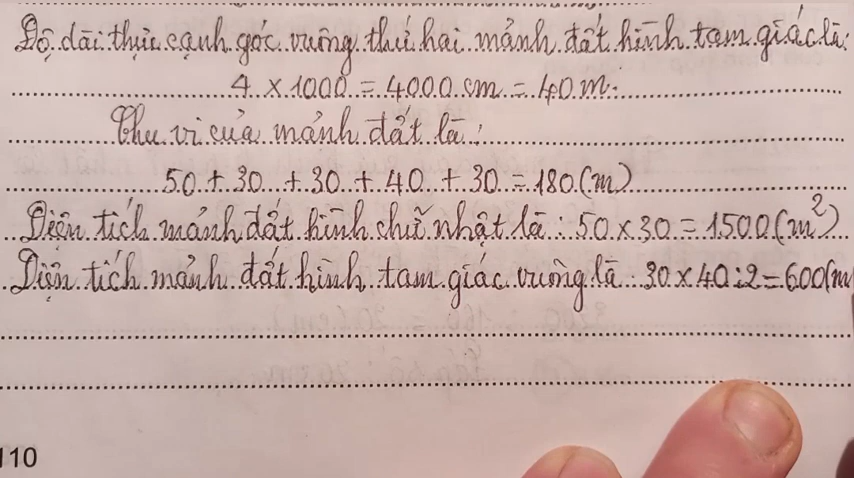 Độ dài thực cạnh góc vuông thứ hai mảnh đất hình tam giác là:
4 x 1000 = 4000 cm = 40 m.
Chu vi của mảnh đất là:
50 + 30 + 30 + 40 + 30 = 180 (m)
Diện tích mảnh đất hình chữ nhật là: 50 x 30 = 1500 (m²)
Diện tích mảnh đất hình tam giác vuông là: 30 x 40 : 2 = 600 (m
110